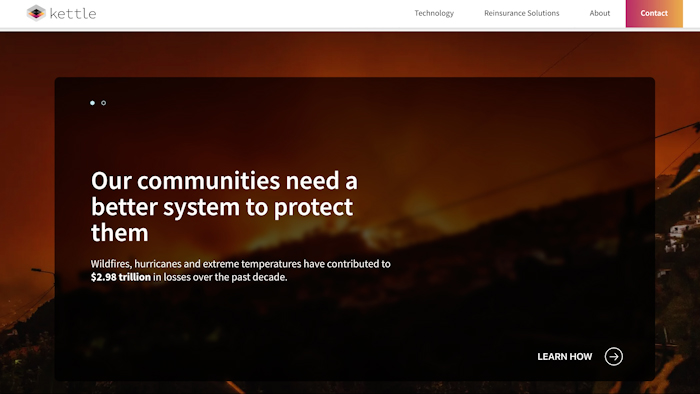 kettle
Technology
Reinsurance Solutions
About
Contact
Our communities need a
better system to protect
them
Wildfires, hurricanes and extreme temperatures have contributed to
$2.98 trillion in losses over the past decade.
LEARN HOW